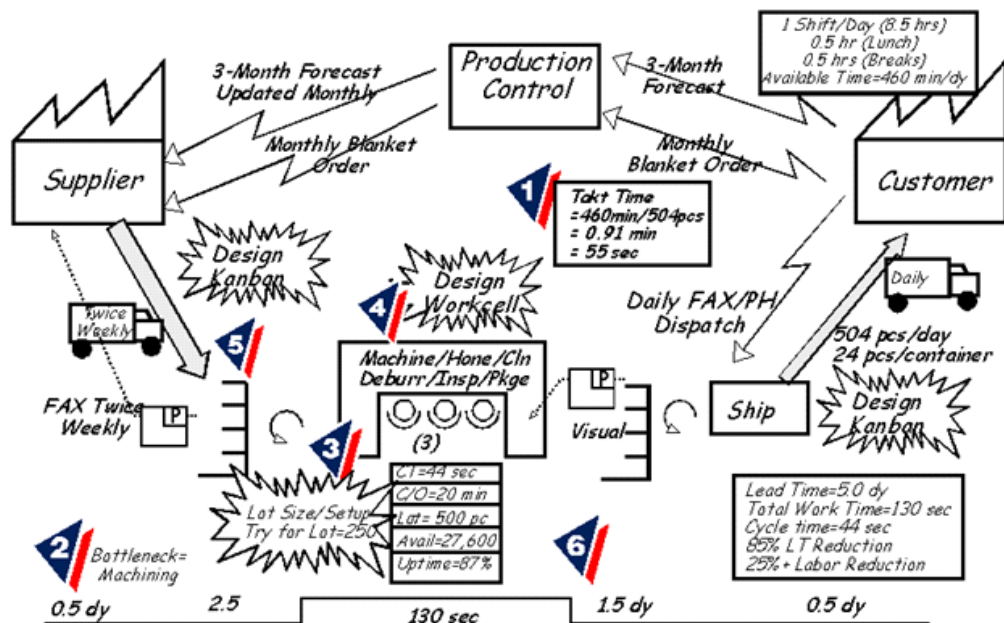 1 Shift/Day (8.5 hrs)
0.5 hr (Lunch)
0.5 hrs (Breaks)
Available Time=460 min/dy
3-Month Forecast
Updated Monthly
Production
Control
3-Month
Forecast
Monthly Blanket
Order
Monthly
Blanket Order
Supplier
Customer
1
Takt Time
=460min/504pcs
= 0.91 min
= 55 sec
Design
Kanban
Design
Workcell
4
Twice
Weekly
Daily
Daily FAX/PH
Dispatch
504 pcs/day
24 pcs/container
5
Machine/Hone/Cln
Deburr/Insp/Pkge
(3)
FAX Twice
Weekly
P
P
Visual
Ship
Design
Kanban
3
Lot Size/Setup
Try for Lot=250
CT=44 sec
C/O=20 min
Lot= 500 pc
Avail=27,600
Uptime=87%
Lead Time=5.0 dy
Total Work Time=130 sec
Cycle time=44 sec
85% LT Reduction
25%+ Labor Reduction
2
Bottleneck=
Machining
6
0.5 dy
2.5
130 sec
1.5 dy
0.5 dy